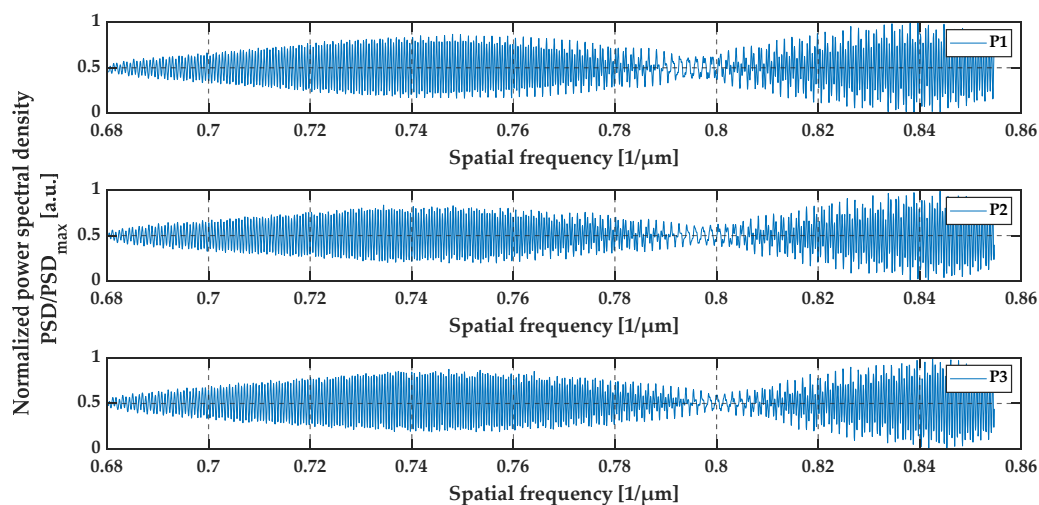 Normalized power spectral density
PSD/PSD_max [a.u.]
1
0.5
0
P1
0.68 0.7 0.72 0.74 0.76 0.78 0.8 0.82 0.84 0.86
Spatial frequency [1/μm]
1
0.5
0
P2
0.68 0.7 0.72 0.74 0.76 0.78 0.8 0.82 0.84 0.86
Spatial frequency [1/μm]
1
0.5
0
P3
0.68 0.7 0.72 0.74 0.76 0.78 0.8 0.82 0.84 0.86
Spatial frequency [1/μm]